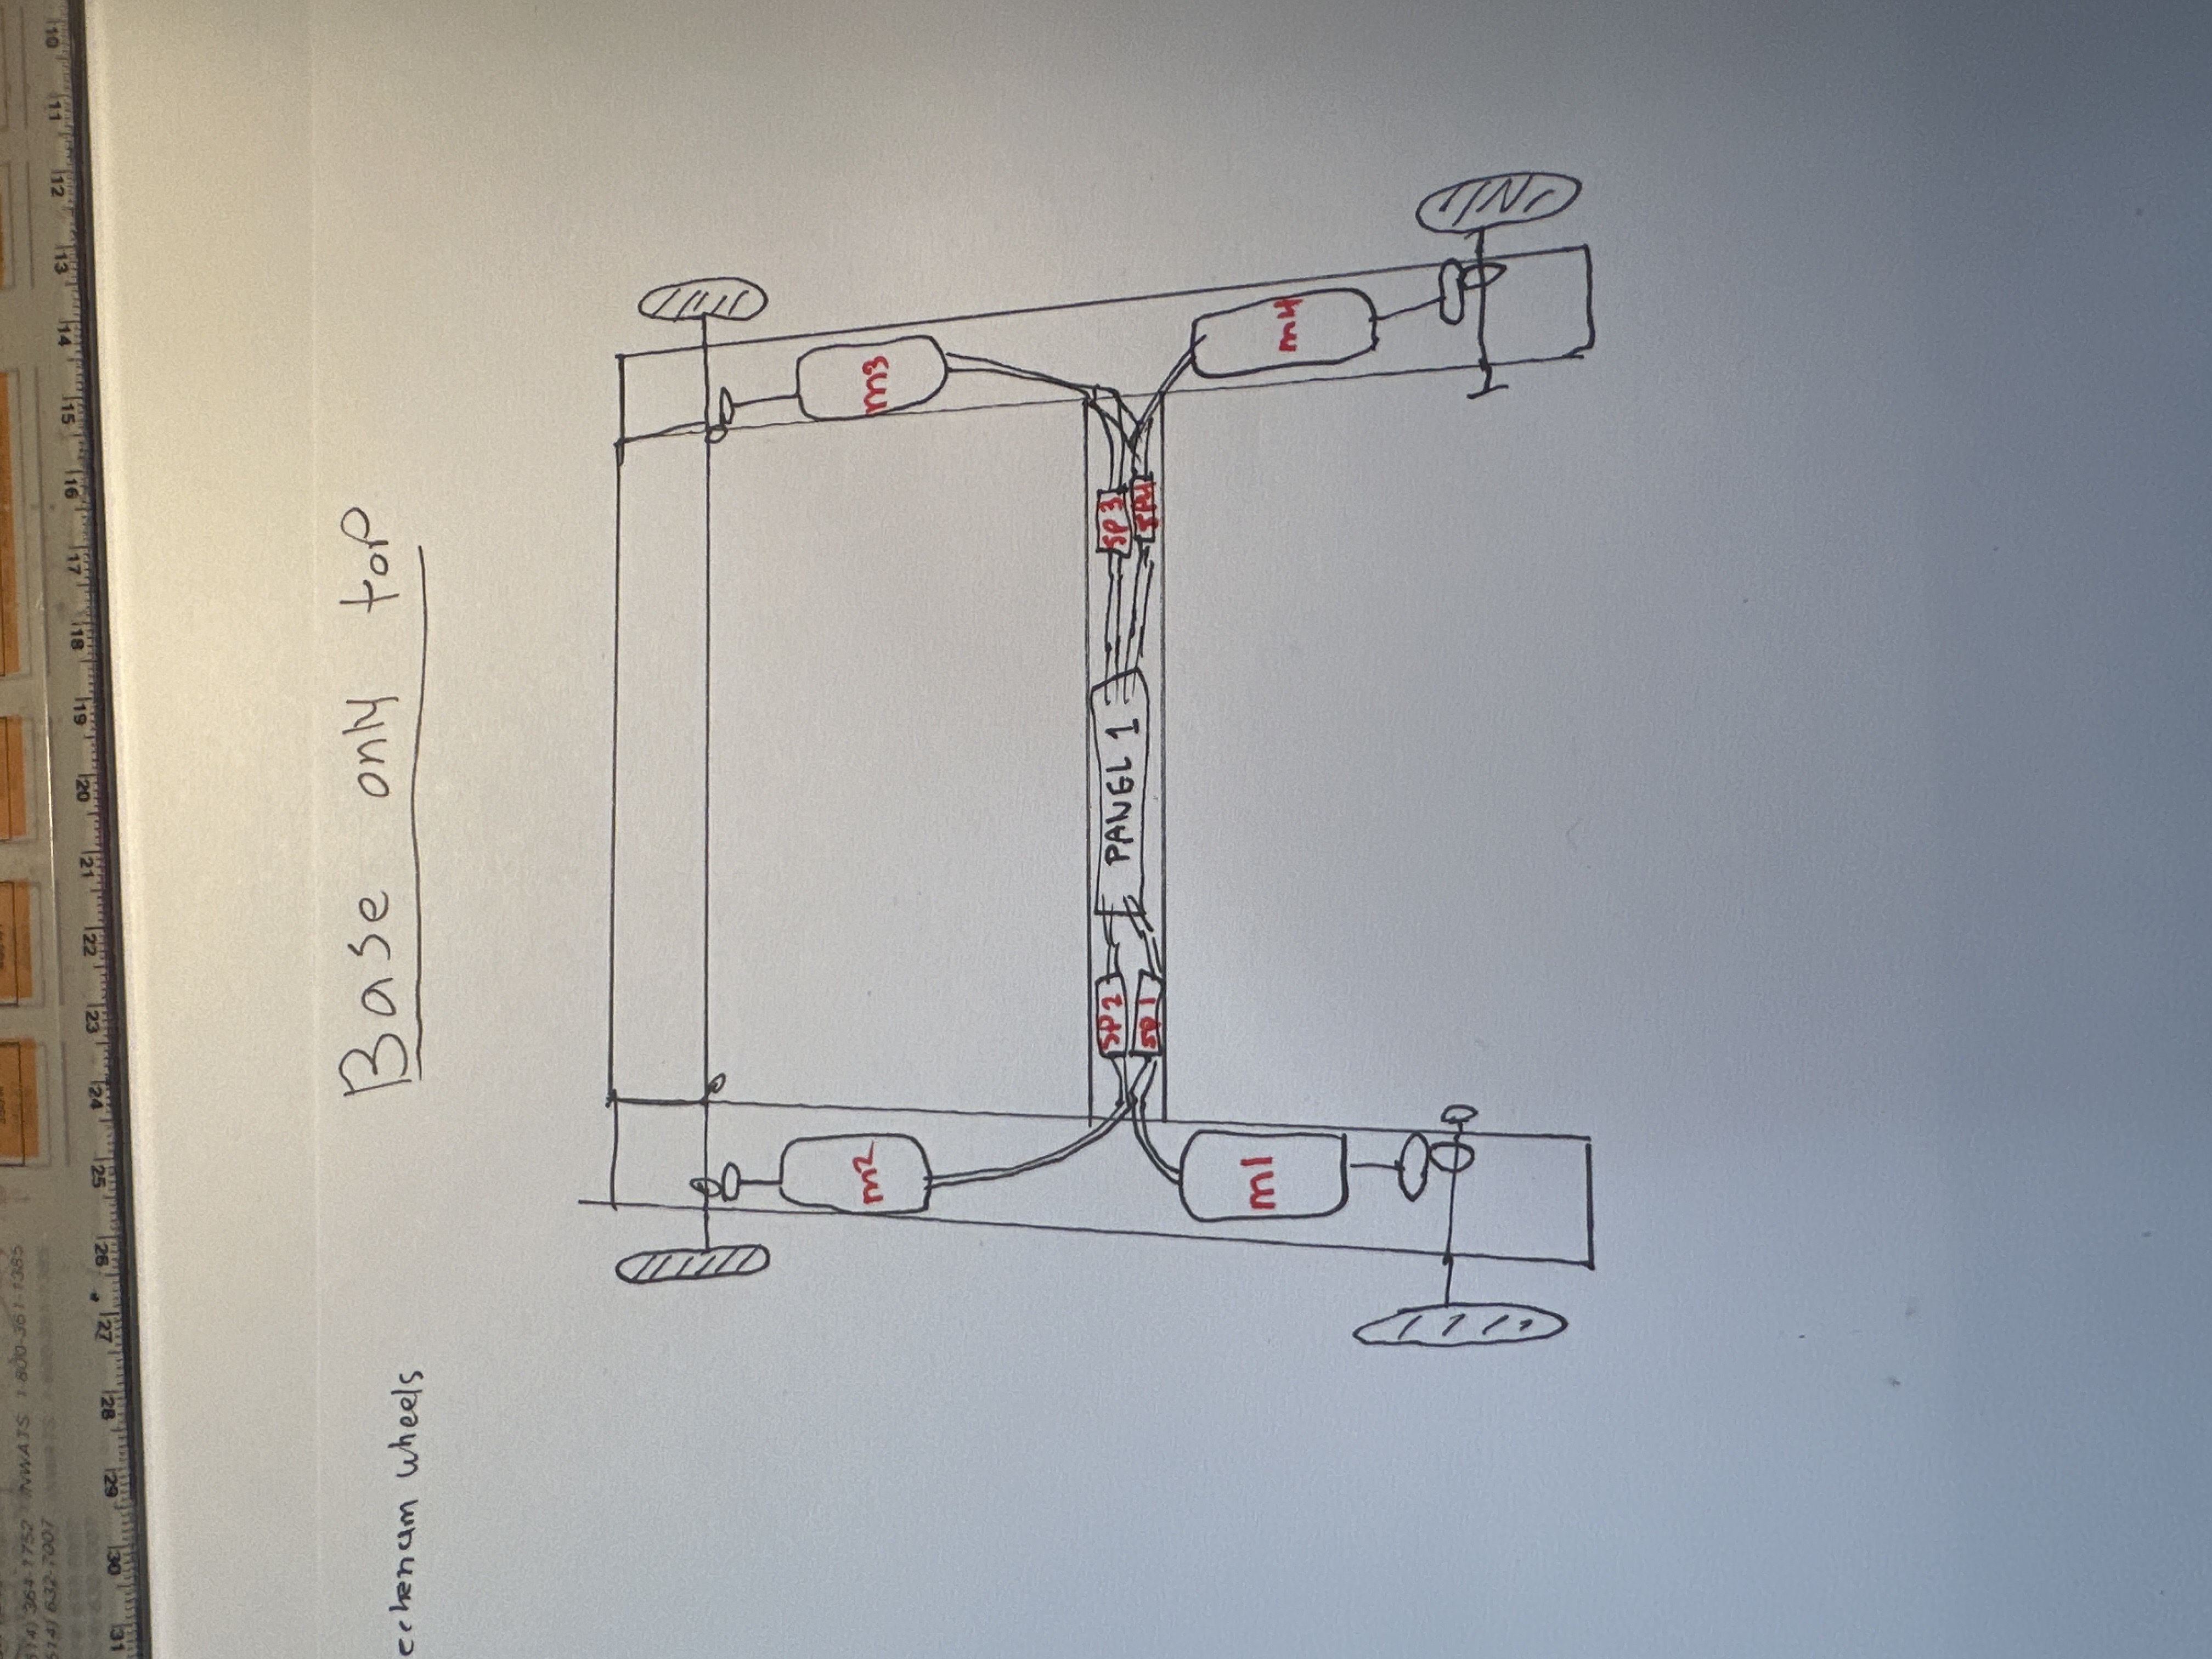 514) 364-1752 INWATS 1-800-361-1385
514) 632-7007
31 30 29 28 27 26 25 24 23 22 21 20 19 18 17 16 15 14 13 12 11 10
Base only top
echenam wheels
m2
m3
SP2
PANEL 1
SP3
SP1
SP4
m1
m4